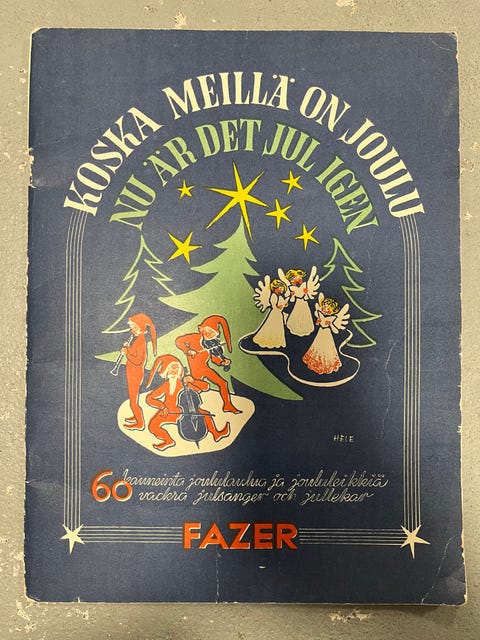 KOSKA MEILLÄ ON JOULU
NU ÄR DET JUL IGEN
HELE
60 kauneinta joululaulua ja joululeikkiä
vackra julsånger och jullekar
FAZER